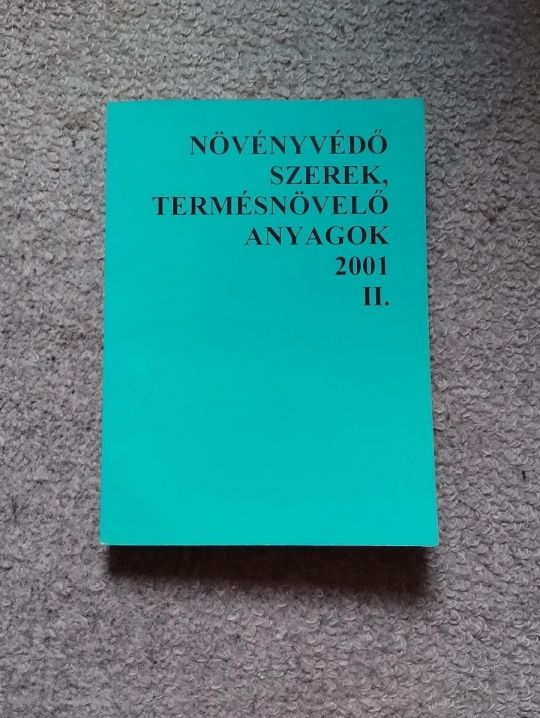 NÖVÉNYVÉDŐ
SZEREK,
TERMÉSNÖVELŐ
ANYAGOK
2001
II.